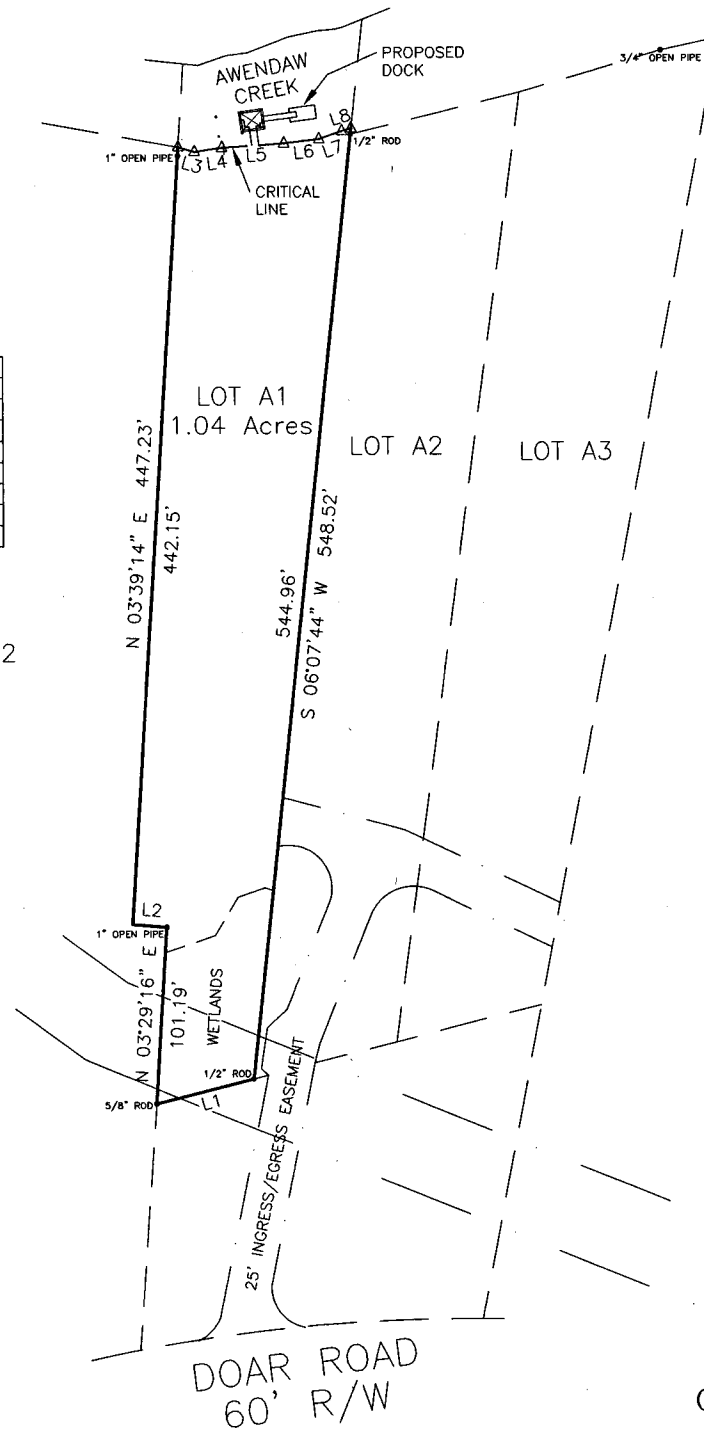 PROPOSED
DOCK
3/4" OPEN PIPE
AWENDAW
CREEK
L8
1/2" ROD
1" OPEN PIPE
L3
L4
L5
L6
L7
CRITICAL
LINE
LOT A1
1.04 Acres
LOT A2
LOT A3
N 03°39'14" E 447.23'
442.15'
544.96'
S 06°07'44" W 548.52'
2
L2
1" OPEN PIPE
N 03°29'16" E
101.19'
WETLANDS
1/2" ROD
5/8" ROD
L1
25' INGRESS/EGRESS EASEMENT
DOAR ROAD
60' R/W